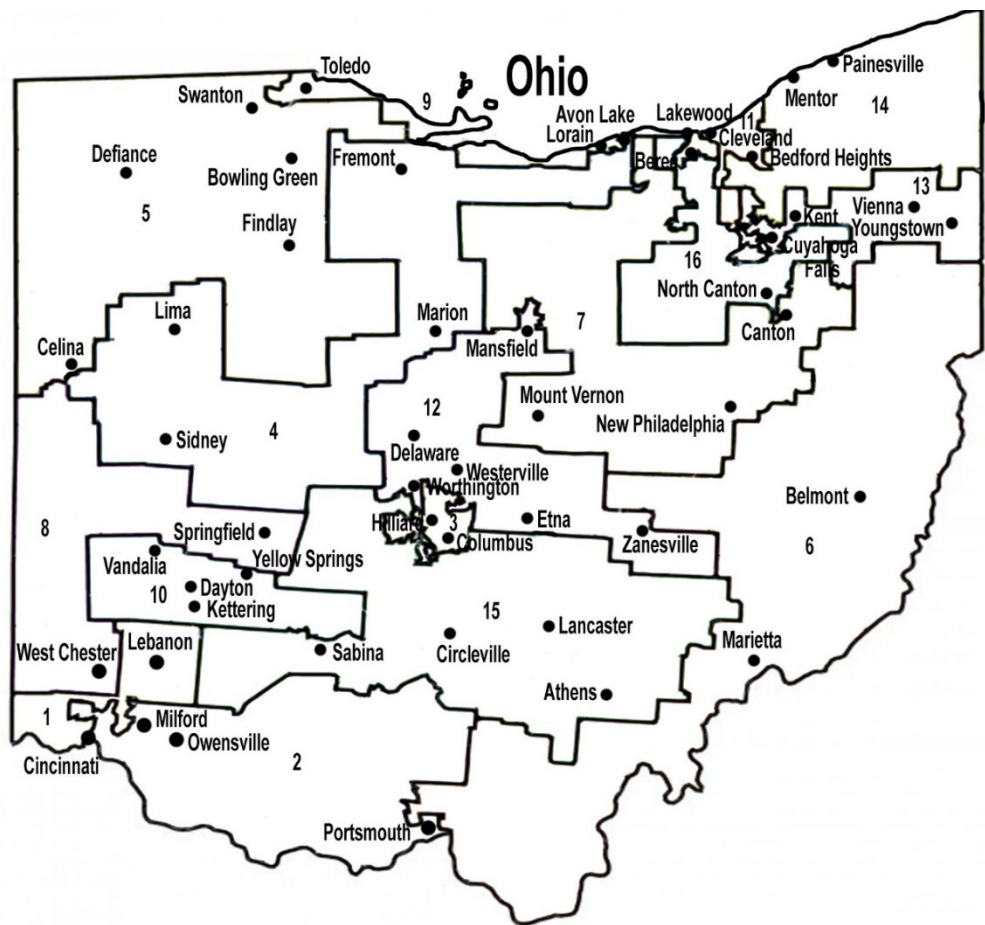 Ohio
Toledo
Painesville
Swanton
9
Mentor
14
Avon Lake
Lakewood
11
Lorain
Cleveland
Defiance
Bowling Green
Fremont
Berea
Bedford Heights
5
13
Findlay
Vienna
Kent
Youngstown
Cuyahoga
Falls
16
North Canton
Lima
Marion
7
Canton
Celina
Mansfield
Mount Vernon
12
New Philadelphia
Sidney
4
Delaware
Westerville
Worthington
Belmont
8
Springfield
Hilliard
3
Etna
Columbus
Zanesville
6
Vandalia
Yellow Springs
10
Dayton
Kettering
15
Lancaster
West Chester
Lebanon
Sabina
Circleville
Marietta
Athens
1
Milford
Owensville
Cincinnati
2
Portsmouth